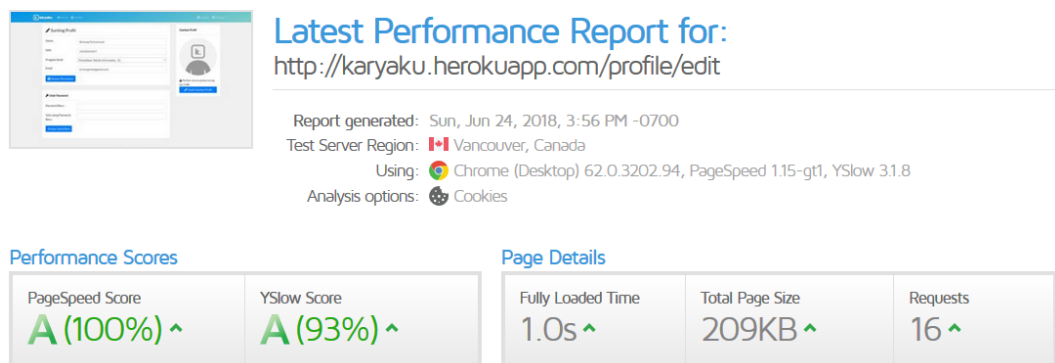 Latest Performance Report for:
http://karyaku.herokuapp.com/profile/edit
Report generated: Sun, Jun 24, 2018, 3:56 PM -0700
Test Server Region: Vancouver, Canada
Using: Chrome (Desktop) 62.0.3202.94, PageSpeed 1.15-gt1, YSlow 3.1.8
Analysis options: Cookies
Performance Scores
Page Details
PageSpeed Score
A (100%)
YSlow Score
A (93%)
Fully Loaded Time
1.0s
Total Page Size
209KB
Requests
16